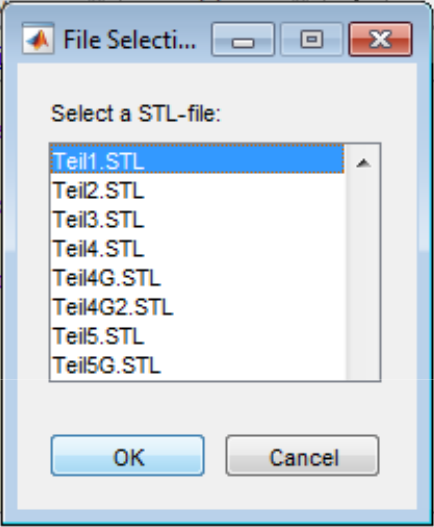 File Selecti...
Select a STL-file:
Teil1.STL
Teil2.STL
Teil3.STL
Teil4.STL
Teil4G.STL
Teil4G2.STL
Teil5.STL
Teil5G.STL
OK Cancel